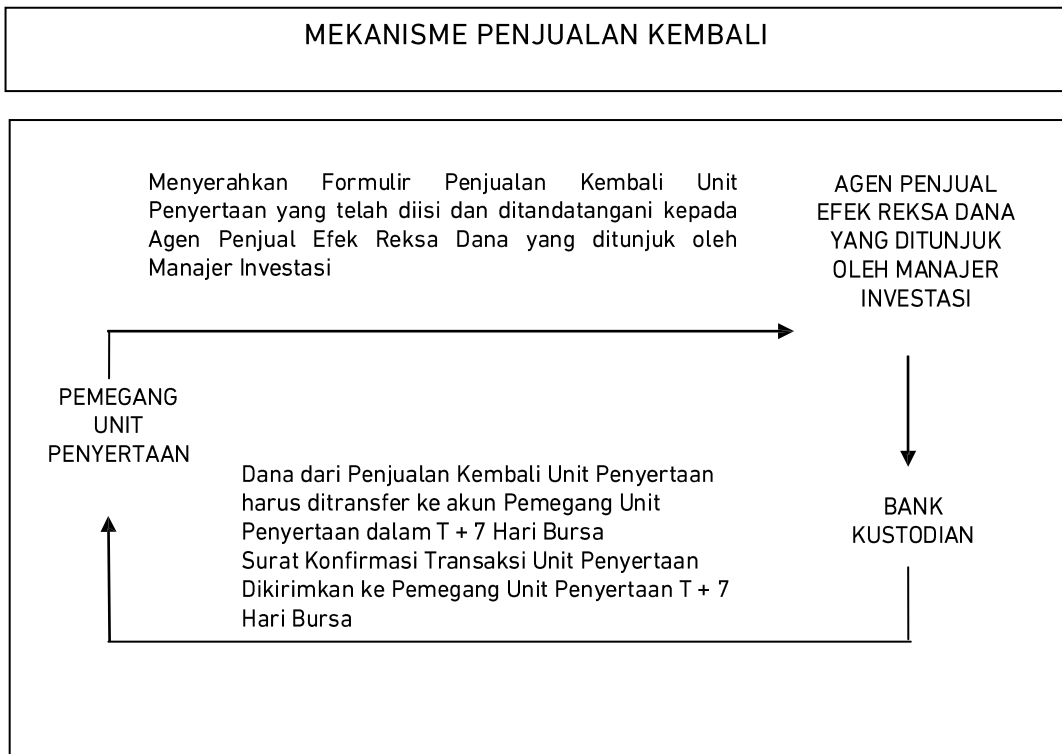 MEKANISME PENJUALAN KEMBALI
Menyerahkan Formulir Penjualan Kembali Unit
Penyertaan yang telah diisi dan ditandatangani kepada
Agen Penjual Efek Reksa Dana yang ditunjuk oleh
Manajer Investasi
AGEN PENJUAL
EFEK REKSA DANA
YANG DITUNJUK
OLEH MANAJER
INVESTASI
PEMEGANG
UNIT
PENYERTAAN
Dana dari Penjualan Kembali Unit Penyertaan
harus ditransfer ke akun Pemegang Unit
Penyertaan dalam T + 7 Hari Bursa
Surat Konfirmasi Transaksi Unit Penyertaan
Dikirimkan ke Pemegang Unit Penyertaan T + 7
Hari Bursa
BANK
KUSTODIAN